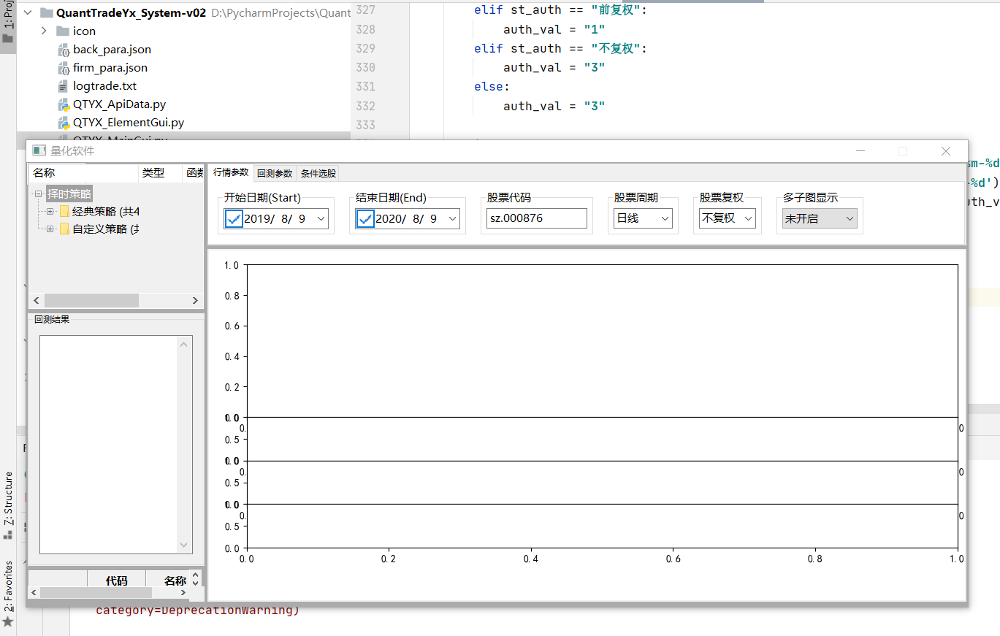 1: Proj
QuantTradeYx_System-v02 D:\PycharmProjects\Quant
icon
back_para.json
firm_para.json
logtrade.txt
QTYX_ApiData.py
QTYX_ElementGui.py
QTYX_MainGui.py
327 elif st_auth == "前复权":
328 auth_val = "1"
329 elif st_auth == "不复权":
330 auth_val = "3"
331 else:
332 auth_val = "3"
333
%m-%d
-%d')
uth_v
量化软件
名称 类型 函数
择时策略
经典策略 (共4
自定义策略 (共
行情参数 回测参数 条件选股
开始日期(Start) 结束日期(End) 股票代码 股票周期 股票复权 多子图显示
2019/ 8/ 9 2020/ 8/ 9 sz.000876 日线 不复权 未开启
回测结果
1.0
0.8
0.6
0.4
0.2
0.0
1.0
0. 0
0.5
0.0
1.0
0. 0
0.5
0.0
1.0
0. 0
0.5
0.0
0.0 0.2 0.4 0.6 0.8 1.0
代码 名称
7: Structure
2: Favorites
category=DeprecationWarning)